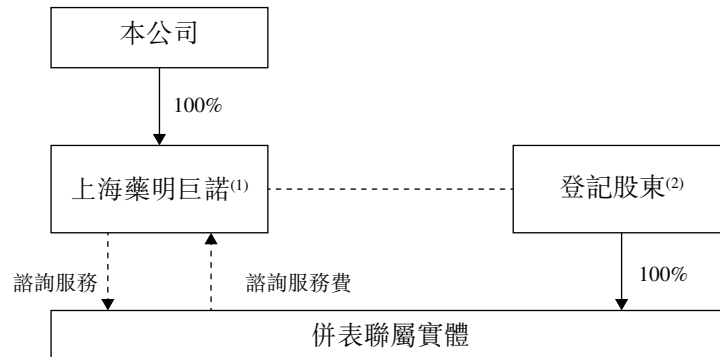 本公司
100%
上海藥明巨諾(1)
登記股東(2)
諮詢服務
諮詢服務費
100%
併表聯屬實體